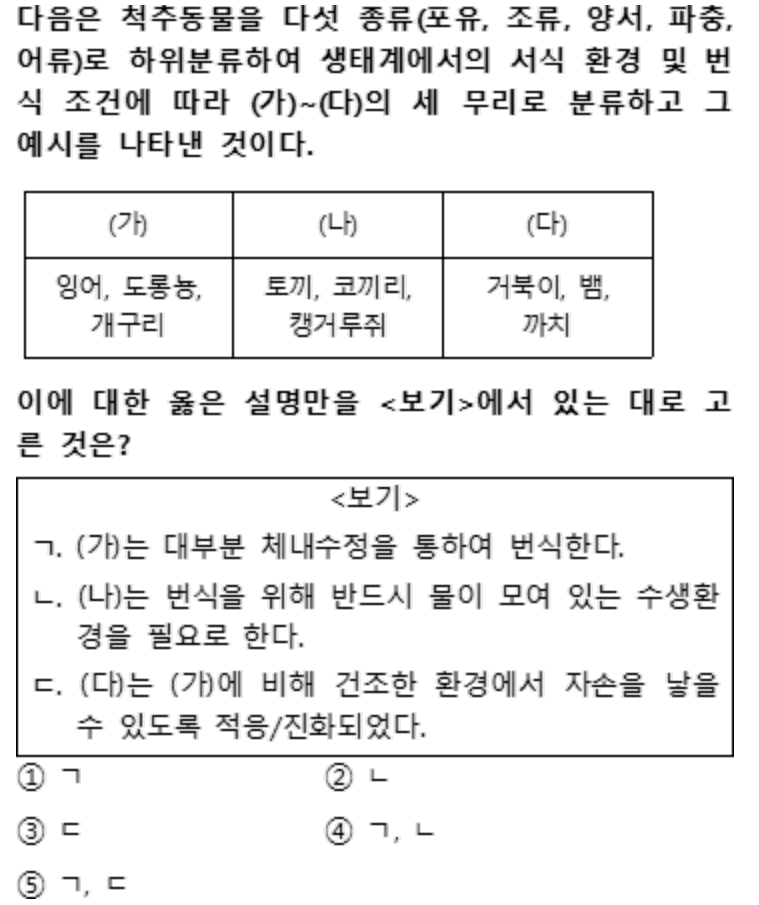 다음은 척추동물을 다섯 종류(포유, 조류, 양서, 파충,
어류)로 하위분류하여 생태계에서의 서식 환경 및 번
식 조건에 따라 (가)~(다)의 세 무리로 분류하고 그
예시를 나타낸 것이다.
(가) (나) (다)
잉어, 도롱뇽, 토끼, 코끼리, 거북이, 뱀,
개구리 캥거루쥐 까치
이에 대한 옳은 설명만을 <보기>에서 있는 대로 고
른 것은?
<보기>
ㄱ. (가)는 대부분 체내수정을 통하여 번식한다.
ㄴ. (나)는 번식을 위해 반드시 물이 모여 있는 수생환
경을 필요로 한다.
ㄷ. (다)는 (가)에 비해 건조한 환경에서 자손을 낳을
수 있도록 적응/진화되었다.
① ㄱ ② ㄴ
③ ㄷ ④ ㄱ, ㄴ
⑤ ㄱ, ㄷ